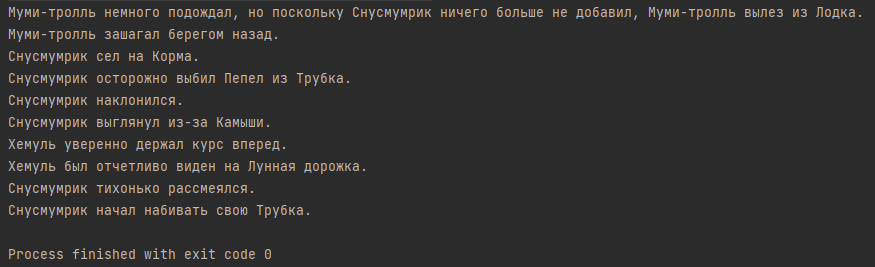 Муми-тролль немного подождал, но поскольку Снусмумрик ничего больше не добавил, Муми-тролль вылез из Лодка.
Муми-тролль зашагал берегом назад.
Снусмумрик сел на Корма.
Снусмумрик осторожно выбил Пепел из Трубка.
Снусмумрик наклонился.
Снусмумрик выглянул из-за Камыши.
Хемуль уверенно держал курс вперед.
Хемуль был отчетливо виден на Лунная дорожка.
Снусмумрик тихонько рассмеялся.
Снусмумрик начал набивать свою Трубка.
Process finished with exit code 0